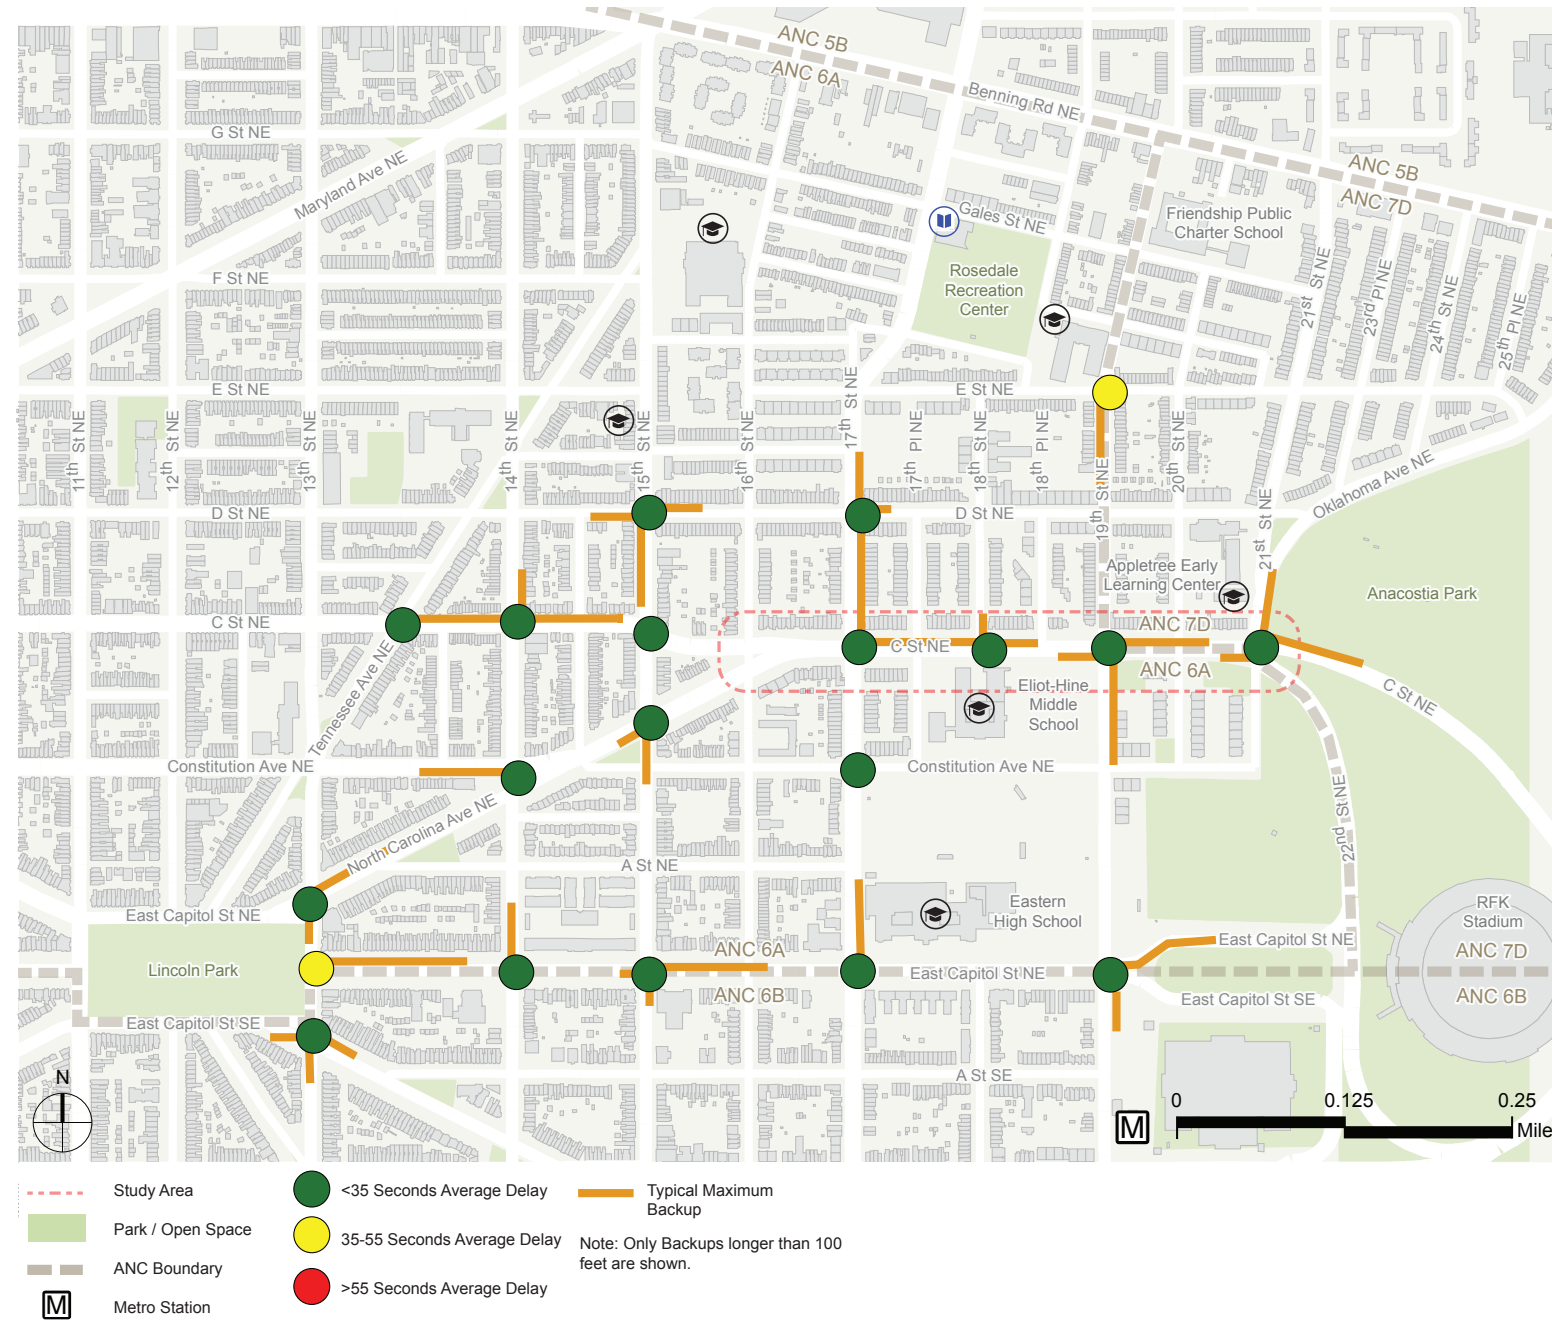 ANC 5B
ANC 6A
Benning Rd NE
ANC 5B
ANC 7D
G St NE
Maryland Ave NE
Gales St NE
Friendship Public
Charter School
F St NE
Rosedale
Recreation
Center
21st St NE
23rd Pl NE
24th St NE
25th Pl NE
E St NE
E St NE
11th St NE
12th St NE
13th St NE
14th St NE
15th St NE
16th St NE
17th St NE
17th Pl NE
18th St NE
18th Pl NE
19th St NE
20th St NE
21st St NE
Oklahoma Ave NE
D St NE
D St NE
Appletree Early
Learning Center
Anacostia Park
C St NE
C St NE
ANC 7D
ANC 6A
C St NE
Tennessee Ave NE
Eliot-Hine
Middle
School
Constitution Ave NE
Constitution Ave NE
22nd St NE
North Carolina Ave NE
A St NE
East Capitol St NE
Eastern
High School
RFK
Stadium
Lincoln Park
ANC 6A
East Capitol St NE
East Capitol St NE
ANC 7D
ANC 6B
ANC 6B
East Capitol St SE
East Capitol St SE
A St SE
N
M
0 0.125 0.25
Mile
Study Area
Park / Open Space
ANC Boundary
M Metro Station
<35 Seconds Average Delay
35-55 Seconds Average Delay
>55 Seconds Average Delay
Typical Maximum
Backup
Note: Only Backups longer than 100
feet are shown.